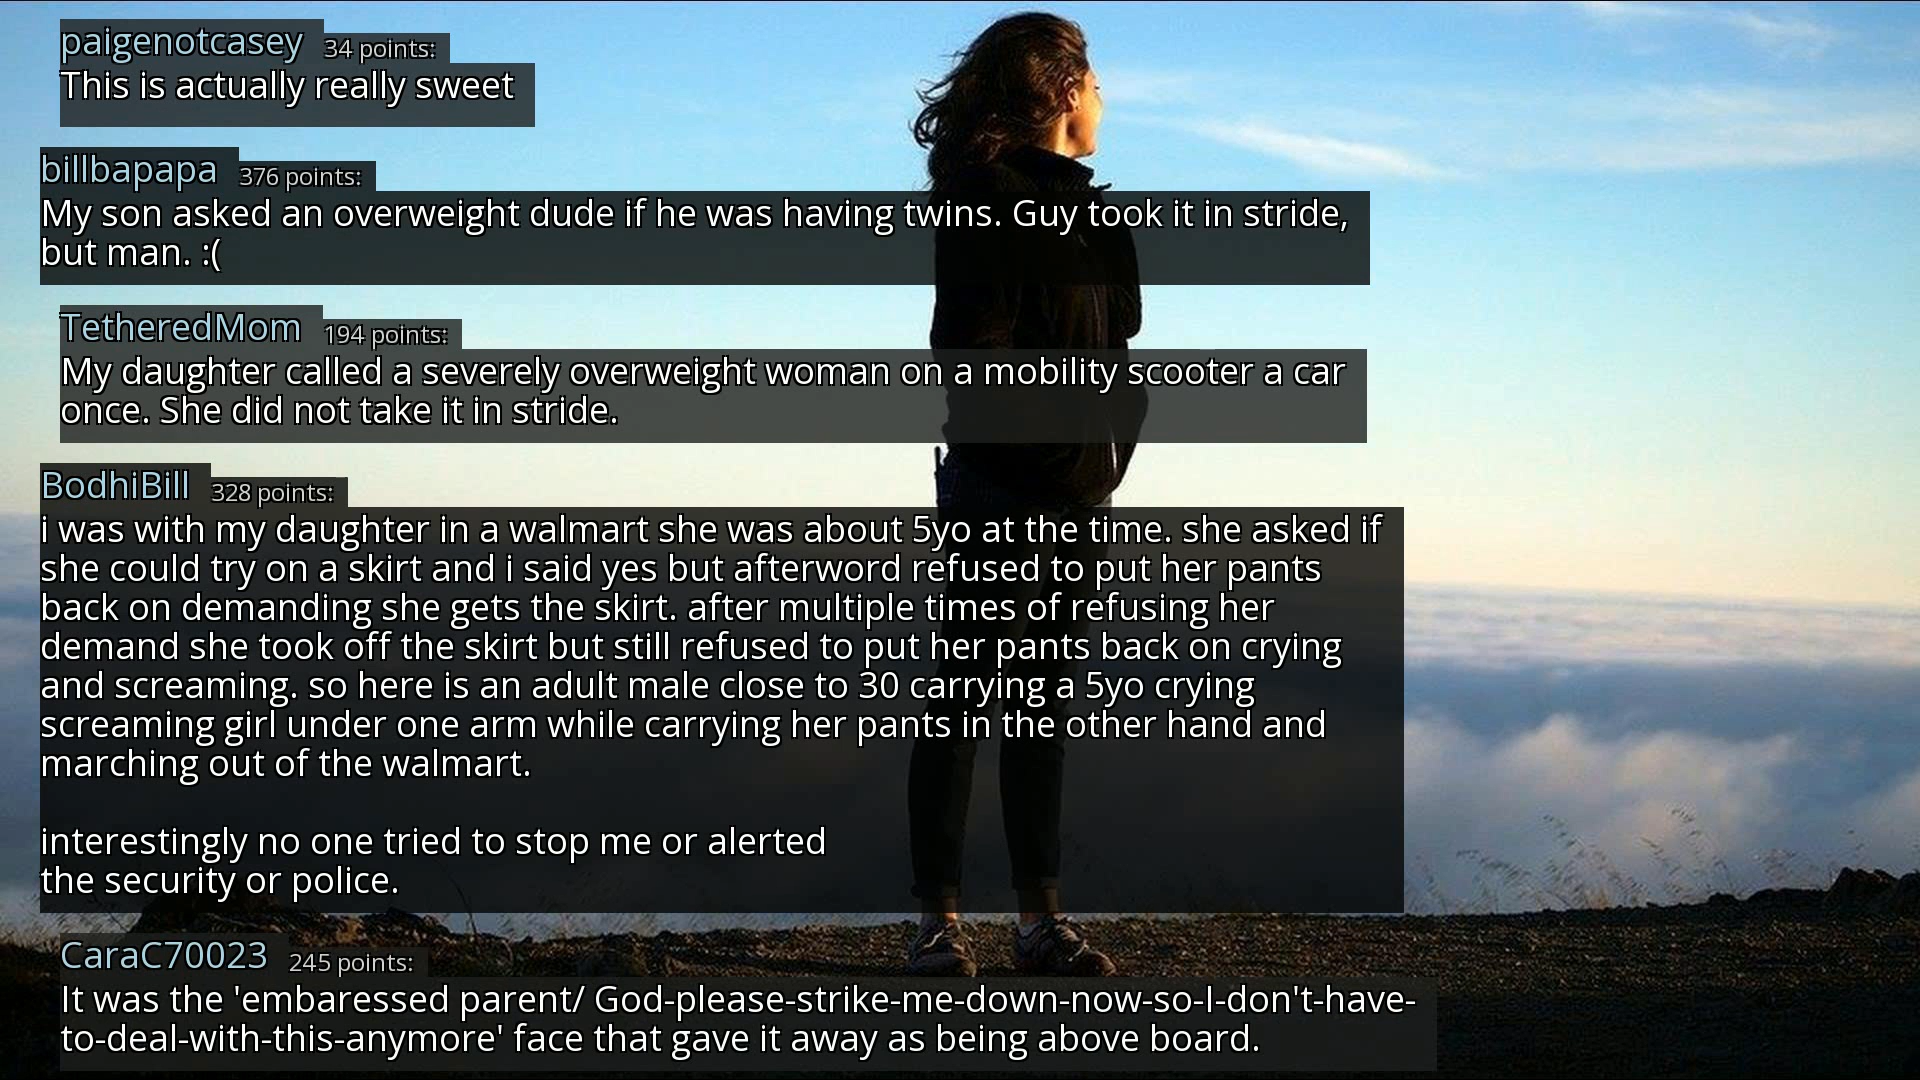 paigenotcasey 34 points:
This is actually really sweet
billbapapa 376 points:
My son asked an overweight dude if he was having twins. Guy took it in stride,
but man. :(
TetheredMom 194 points:
My daughter called a severely overweight woman on a mobility scooter a car
once. She did not take it in stride.
BodhiBill 328 points:
i was with my daughter in a walmart she was about 5yo at the time. she asked if
she could try on a skirt and i said yes but afterword refused to put her pants
back on demanding she gets the skirt. after multiple times of refusing her
demand she took off the skirt but still refused to put her pants back on crying
and screaming. so here is an adult male close to 30 carrying a 5yo crying
screaming girl under one arm while carrying her pants in the other hand and
marching out of the walmart.
interestingly no one tried to stop me or alerted
the security or police.
CaraC70023 245 points:
It was the 'embaressed parent/ God-please-strike-me-down-now-so-I-don't-have-
to-deal-with-this-anymore' face that gave it away as being above board.